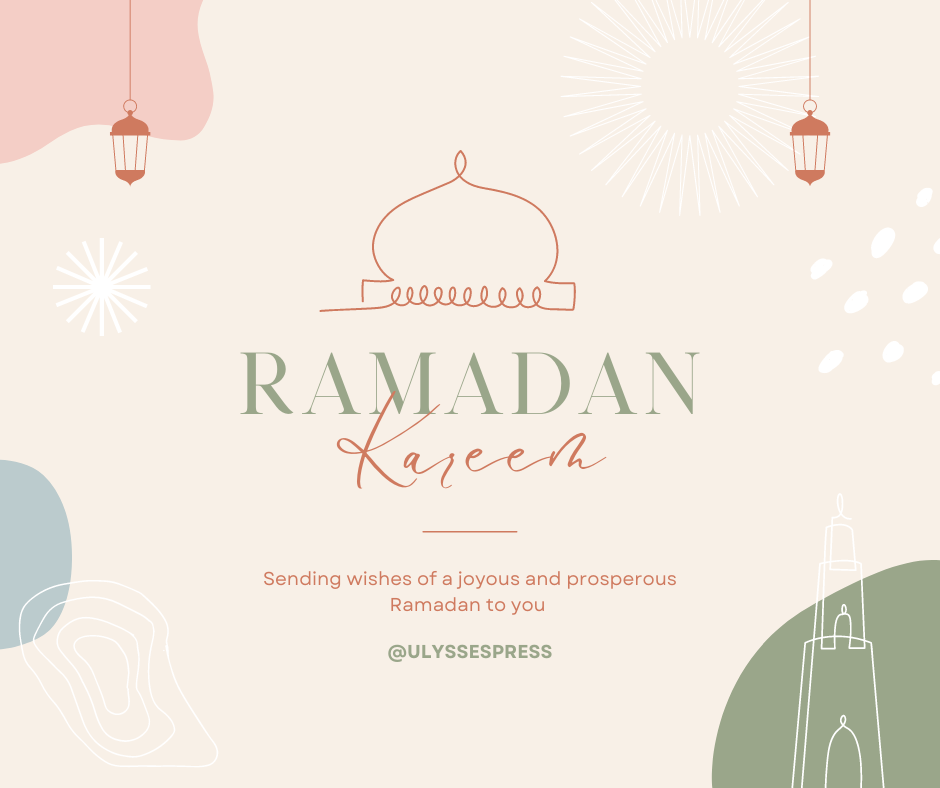 RAMADAN
Kareem
Sending wishes of a joyous and prosperous
Ramadan to you
@ULYSSESPRESS